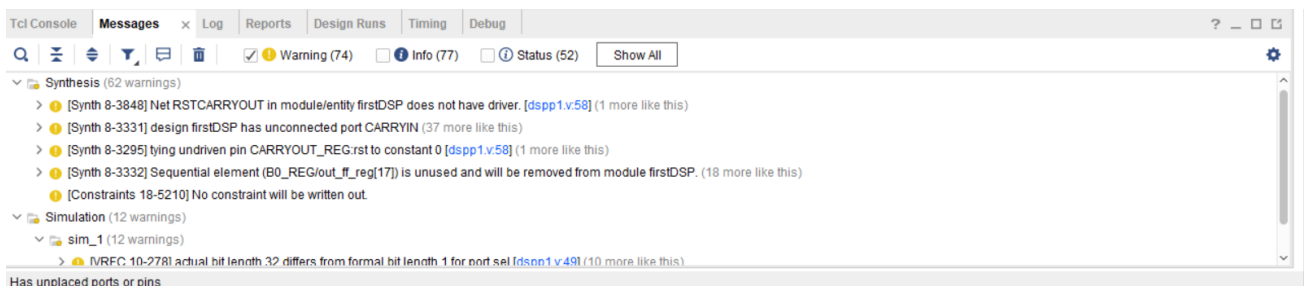 Tcl Console Messages × Log Reports Design Runs Timing Debug ? _
Warning (74) Info (77) Status (52) Show All
Synthesis (62 warnings)
[Synth 8-3848] Net RSTCARRYOUT in module/entity firstDSP does not have driver. [dspp1.v:58] (1 more like this)
[Synth 8-3331] design firstDSP has unconnected port CARRYIN (37 more like this)
[Synth 8-3295] tying undriven pin CARRYOUT_REG:rst to constant 0 [dspp1.v:58] (1 more like this)
[Synth 8-3332] Sequential element (B0_REG/out_ff_reg[17]) is unused and will be removed from module firstDSP. (18 more like this)
[Constraints 18-5210] No constraint will be written out.
Simulation (12 warnings)
sim_1 (12 warnings)
[VRFC 10-278] actual bit length 32 differs from formal bit length 1 for port sel [dspp1.v:49] (10 more like this)
Has unplaced ports or pins